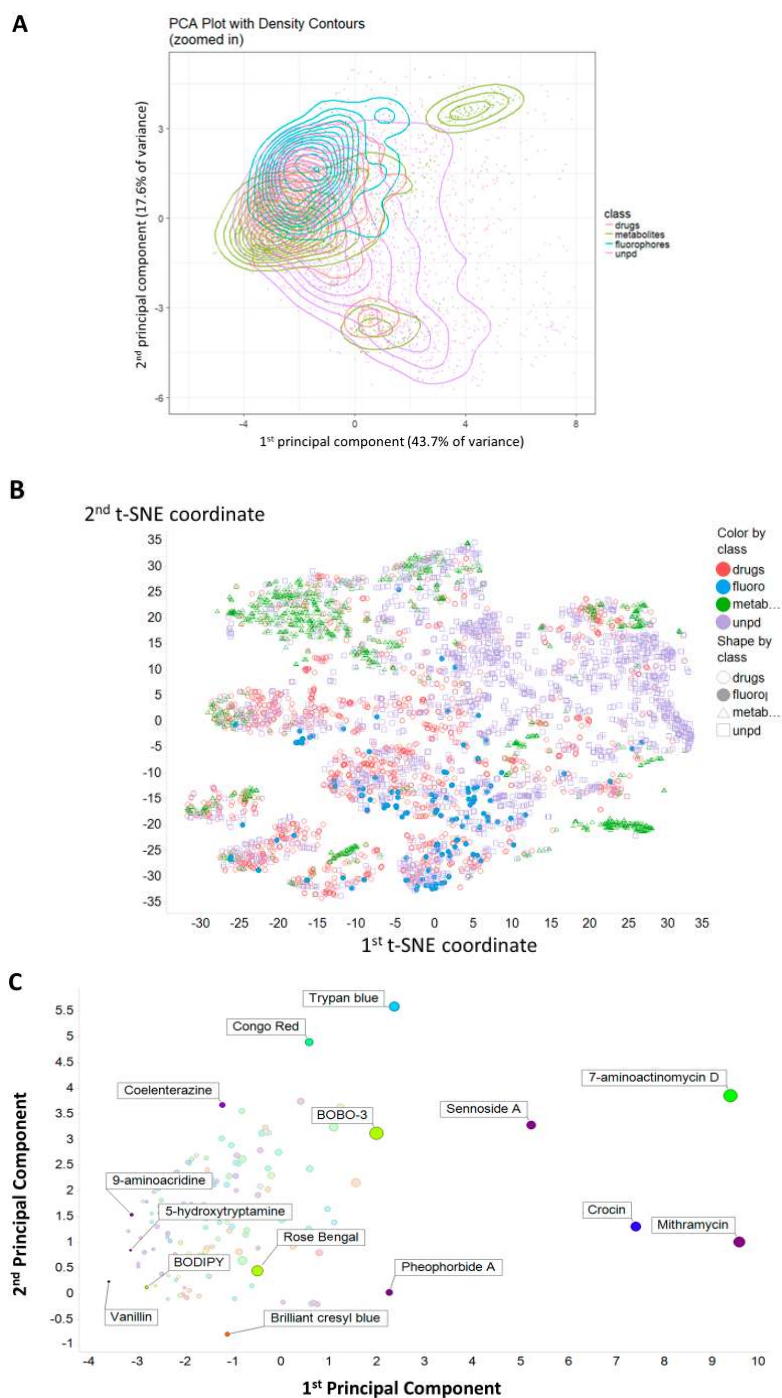 A
PCA Plot with Density Contours
(zoomed in)
2nd principal component (17.6% of variance)
3
0
-3
-6
-4
0
4
8
1st principal component (43.7% of variance)
class
drugs
metabolites
fluorophores
unpd
B
2nd t-SNE coordinate
35
30
25
20
15
10
5
0
-5
-10
-15
-20
-25
-30
-35
-30 -25 -20 -15 -10 -5 0 5 10 15 20 25 30 35
1st t-SNE coordinate
Color by
class
drugs
fluoro
metab...
unpd
Shape by
class
drugs
fluoro
metab...
unpd
C
2nd Principal Component
5.5
5
4.5
4
3.5
3
2.5
2
1.5
1
0.5
0
-0.5
-1
Trypan blue
Congo Red
7-aminoactinomycin D
Coelenterazine
BOBO-3
Sennoside A
9-aminoacridine
5-hydroxytryptamine
Crocin
Mithramycin
Rose Bengal
BODIPY
Pheophorbide A
Vanillin
Brilliant cresyl blue
-4 -3 -2 -1 0 1 2 3 4 5 6 7 8 9 10
1st Principal Component